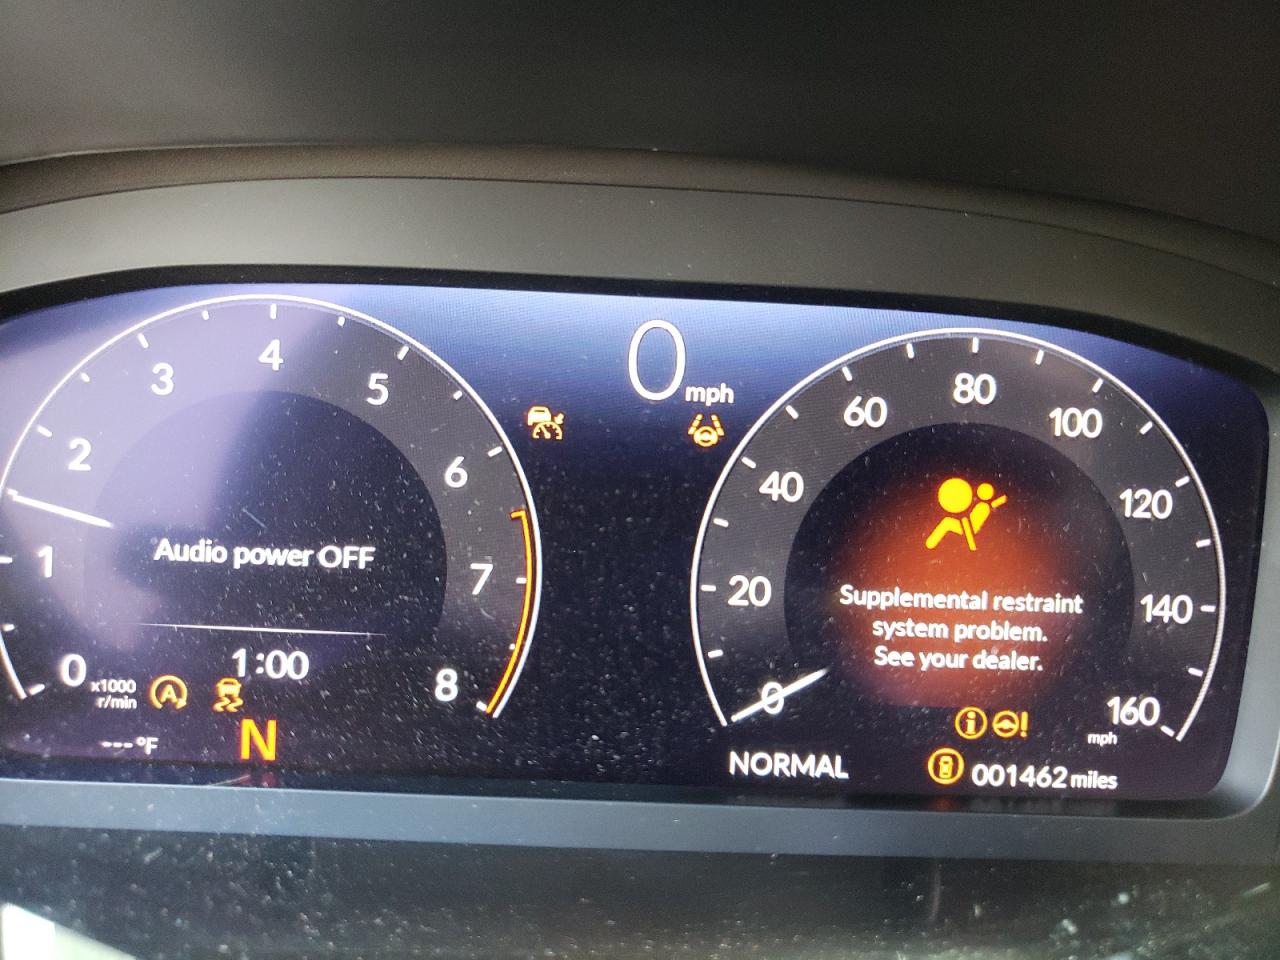 0 mph
4
3
5
80
60
100
2
6
40
120
Audio power OFF
1
7
20
140
Supplemental restraint
system problem.
See your dealer.
0
x1000
r/min
1:00
8
0
160
mph
A
i
!
---°F
N
NORMAL
001462 miles